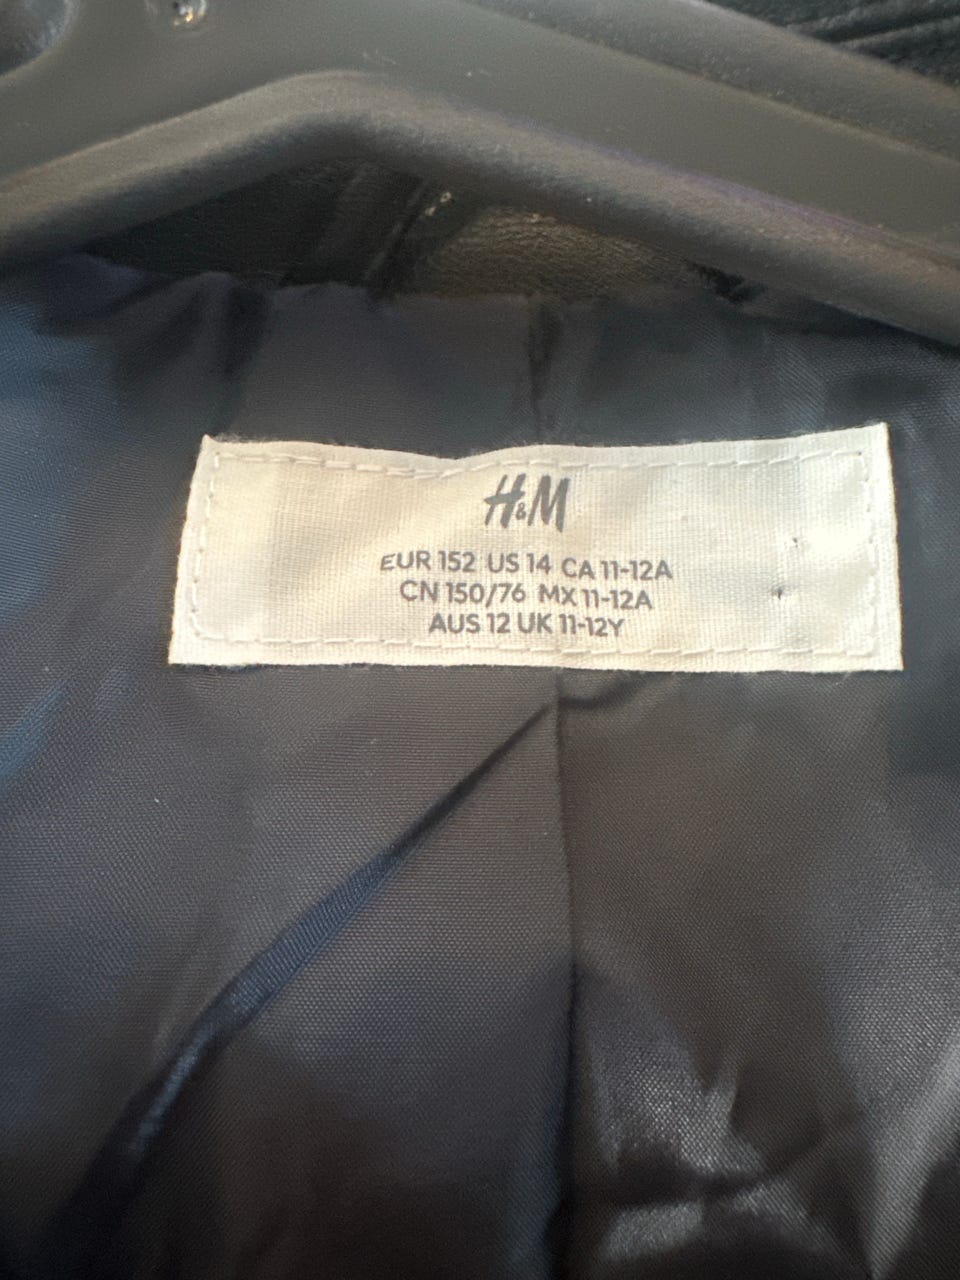 H&M
EUR 152 US 14 CA 11-12A
CN 150/76 MX 11-12A
AUS 12 UK 11-12Y